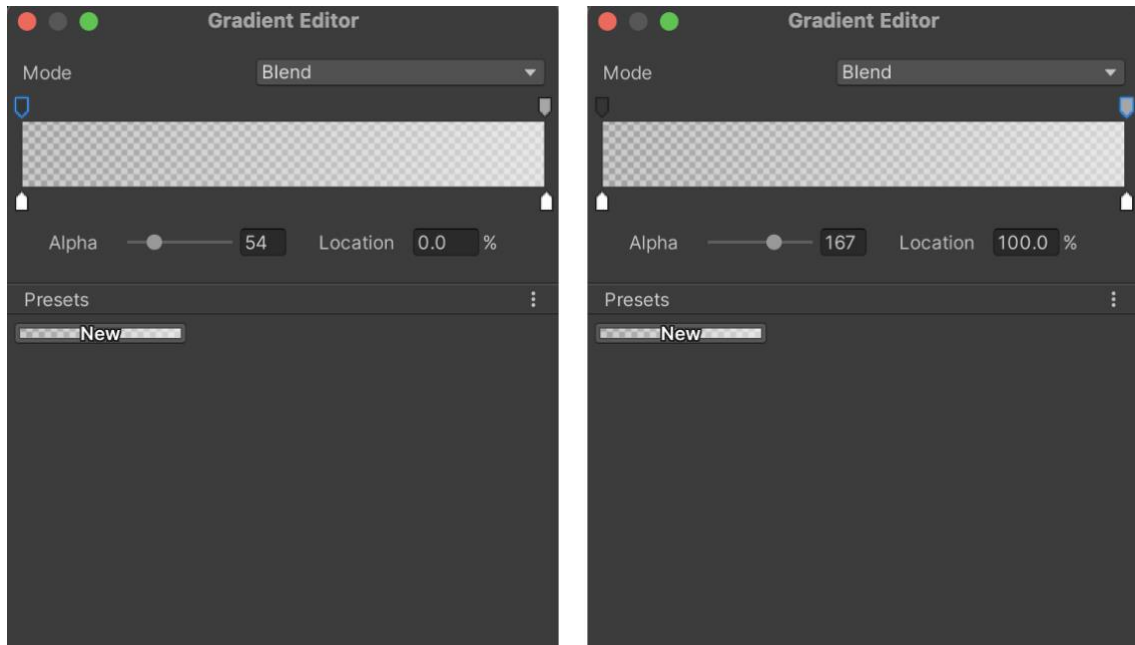 Gradient Editor
Mode Blend
Alpha 54 Location 0.0 %
Presets
New
Gradient Editor
Mode Blend
Alpha 167 Location 100.0 %
Presets
New